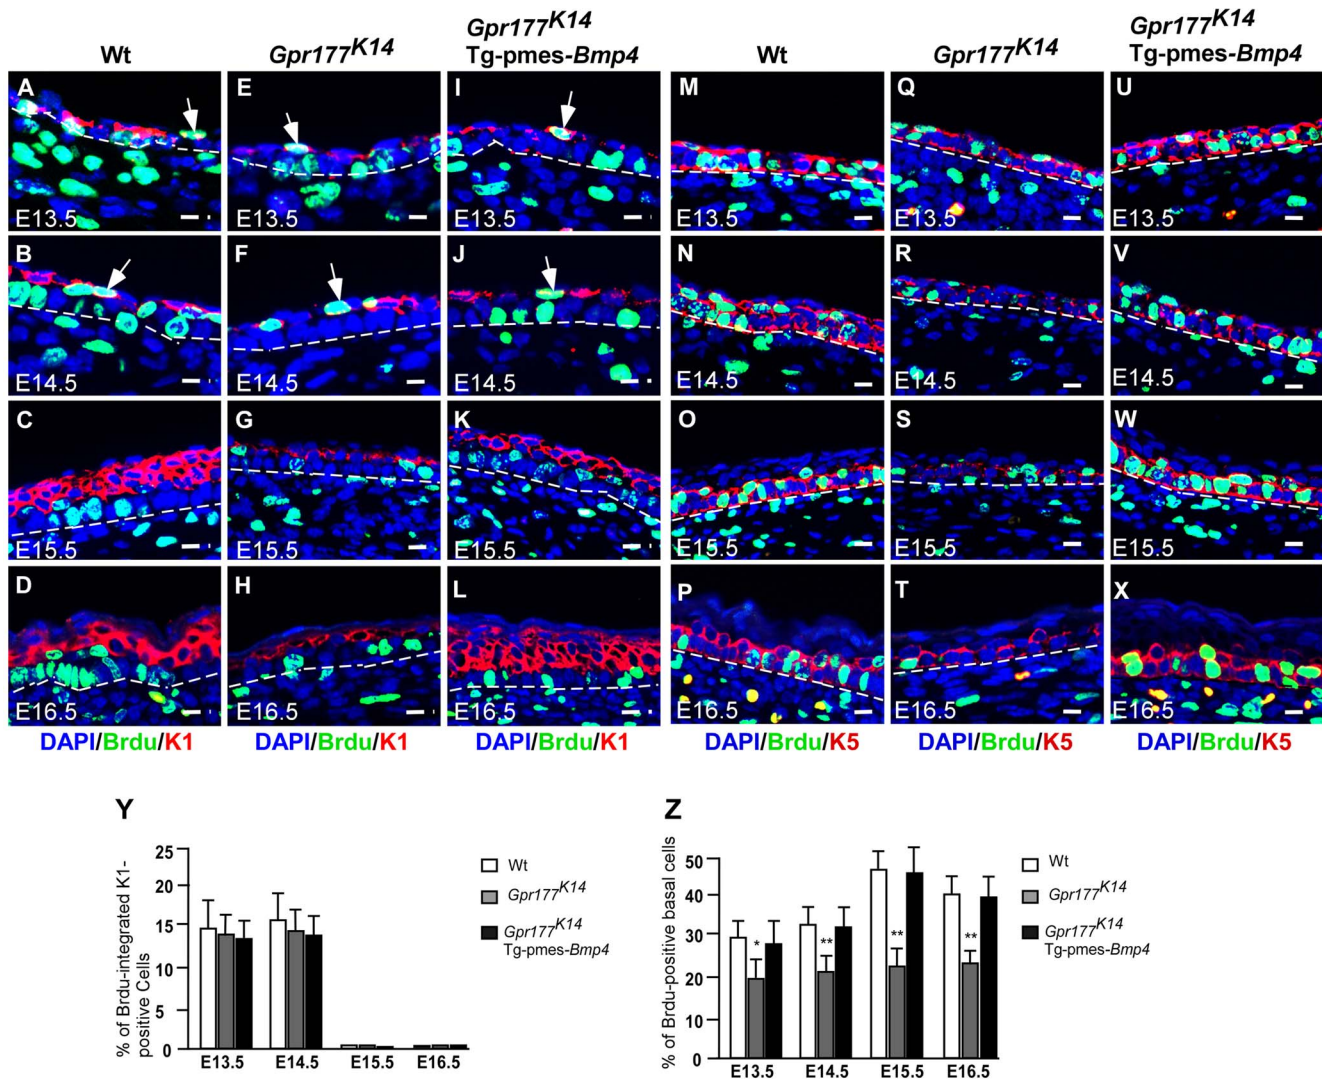 Wt
Gpr177K14
Gpr177K14
Tg-pmes-Bmp4
Wt
Gpr177K14
Gpr177K14
Tg-pmes-Bmp4
A E I M Q U
E13.5 E13.5 E13.5 E13.5 E13.5 E13.5
B F J N R V
E14.5 E14.5 E14.5 E14.5 E14.5 E14.5
C G K O S W
E15.5 E15.5 E15.5 E15.5 E15.5 E15.5
D H L P T X
E16.5 E16.5 E16.5 E16.5 E16.5 E16.5
DAPI/Brdu/K1 DAPI/Brdu/K1 DAPI/Brdu/K1 DAPI/Brdu/K5 DAPI/Brdu/K5 DAPI/Brdu/K5
Y
% of Brdu-integrated K1-
positive Cells
25
20
15
10
5
0
E13.5 E14.5 E15.5 E16.5
Wt
Gpr177K14
Gpr177K14
Tg-pmes-Bmp4
Z
% of Brdu-positive basal cells
50
40
30
20
10
0
* ** ** **
E13.5 E14.5 E15.5 E16.5
Wt
Gpr177K14
Gpr177K14
Tg-pmes-Bmp4